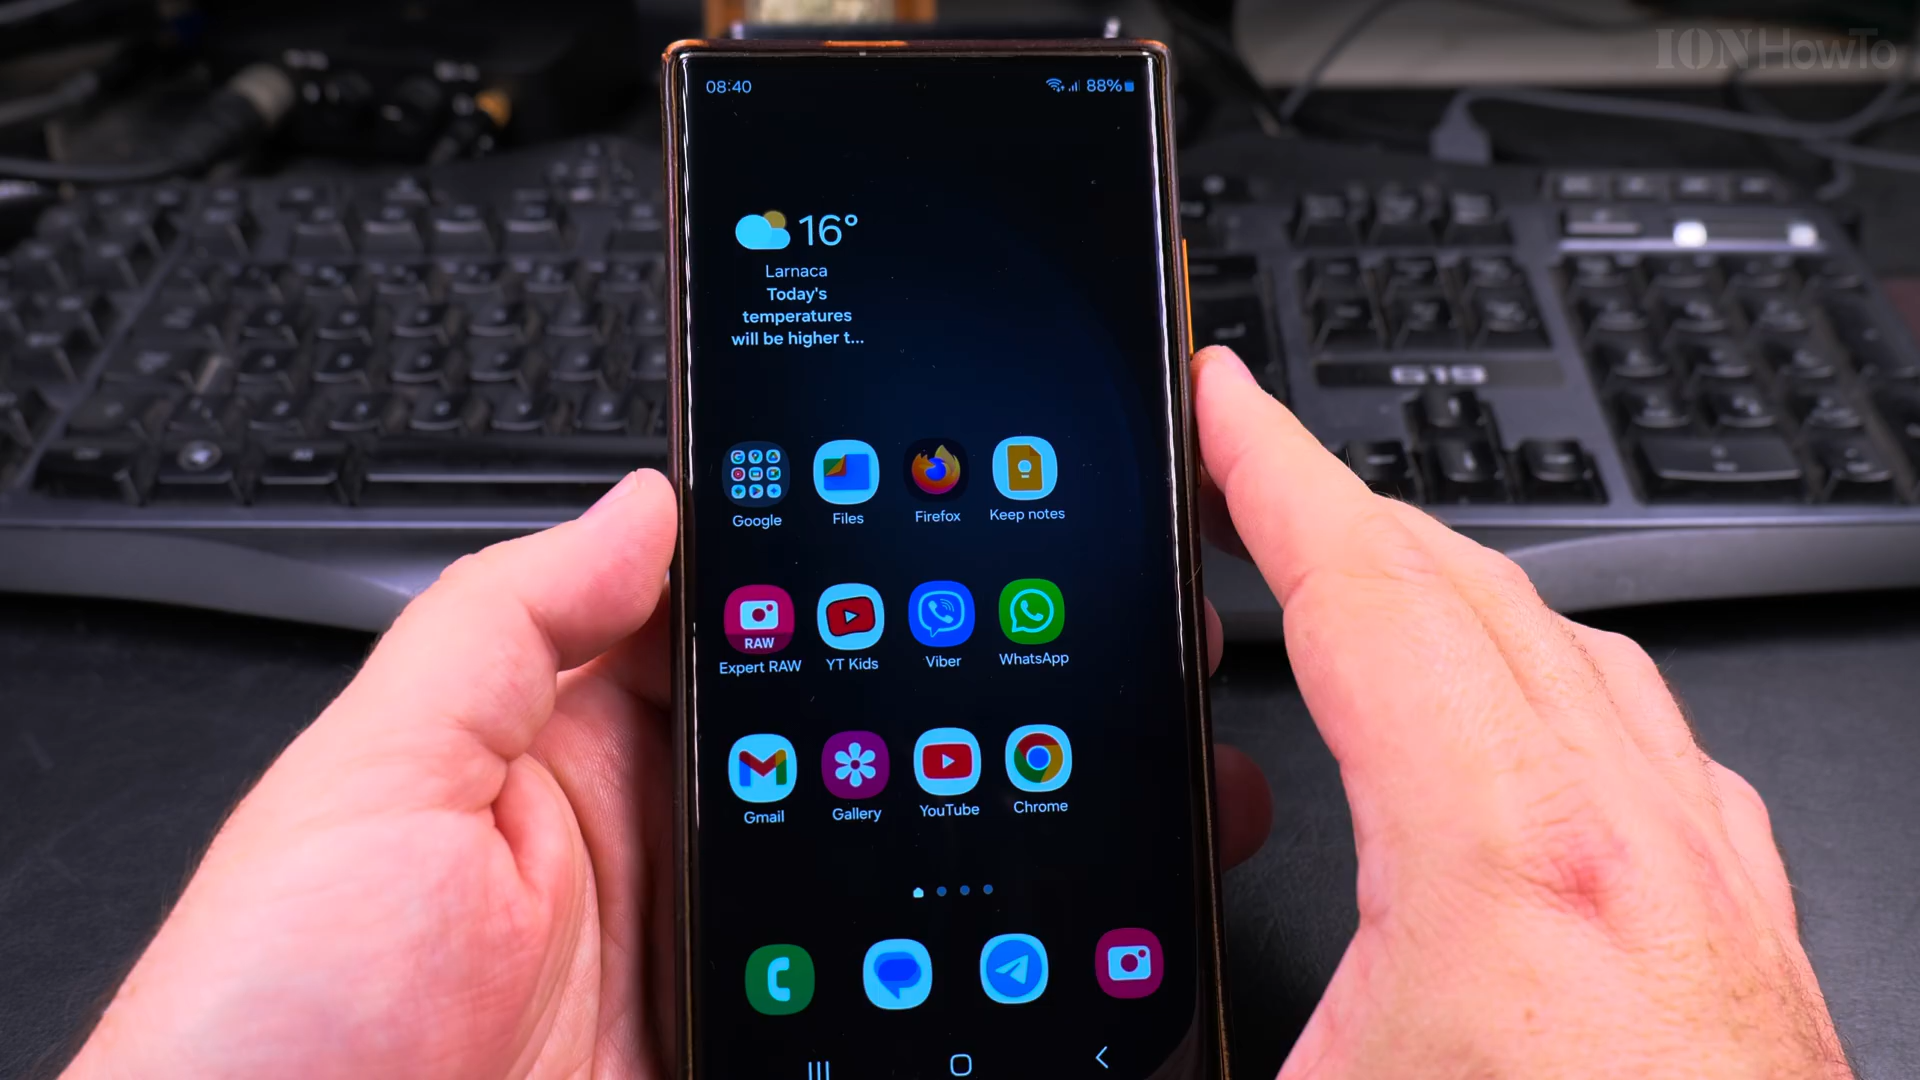 IONHowTo
08:40
88%
16°
Larnaca
Today's
temperatures
will be higher t...
Google
Files
Firefox
Keep notes
RAW
Expert RAW
YT Kids
Viber
WhatsApp
Gmail
Gallery
YouTube
Chrome
G19